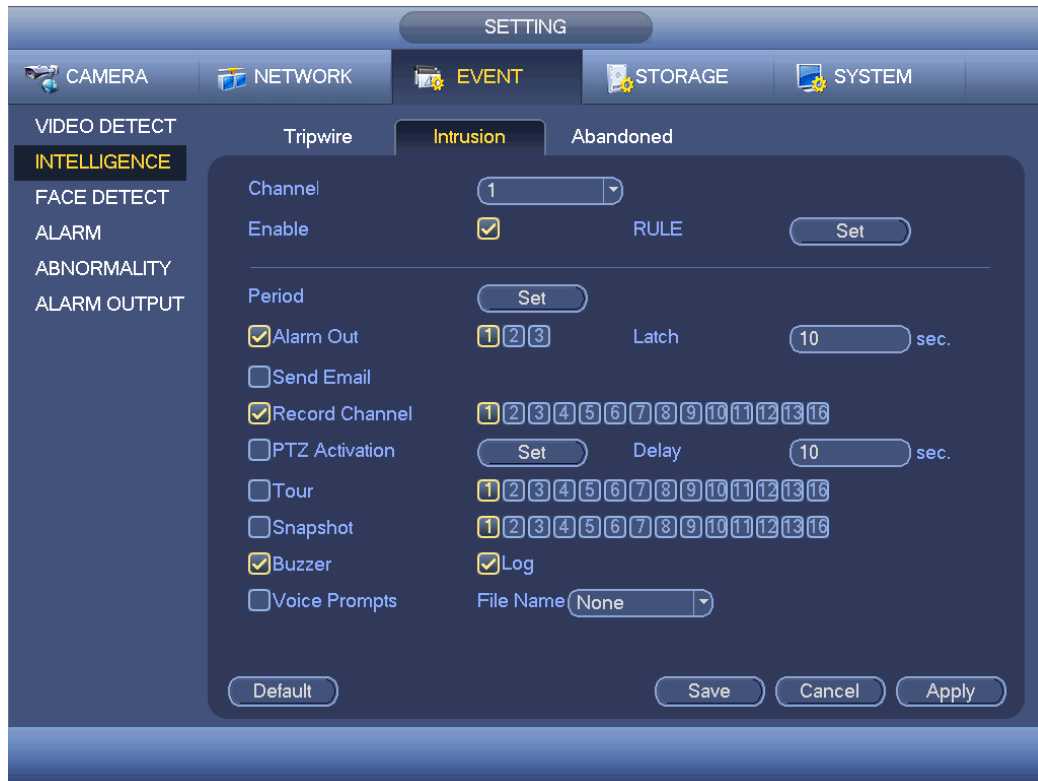 SETTING
CAMERA NETWORK EVENT STORAGE SYSTEM
VIDEO DETECT
INTELLIGENCE
FACE DETECT
ALARM
ABNORMALITY
ALARM OUTPUT
Tripwire Intrusion Abandoned
Channel 1
Enable RULE Set
Period Set
Alarm Out 1 2 3 Latch 10 sec.
Send Email
Record Channel 1 2 3 4 5 6 7 8 9 10 11 12 13 16
PTZ Activation Set Delay 10 sec.
Tour 1 2 3 4 5 6 7 8 9 10 11 12 13 16
Snapshot 1 2 3 4 5 6 7 8 9 10 11 12 13 16
Buzzer Log
Voice Prompts File Name None
Default Save Cancel Apply